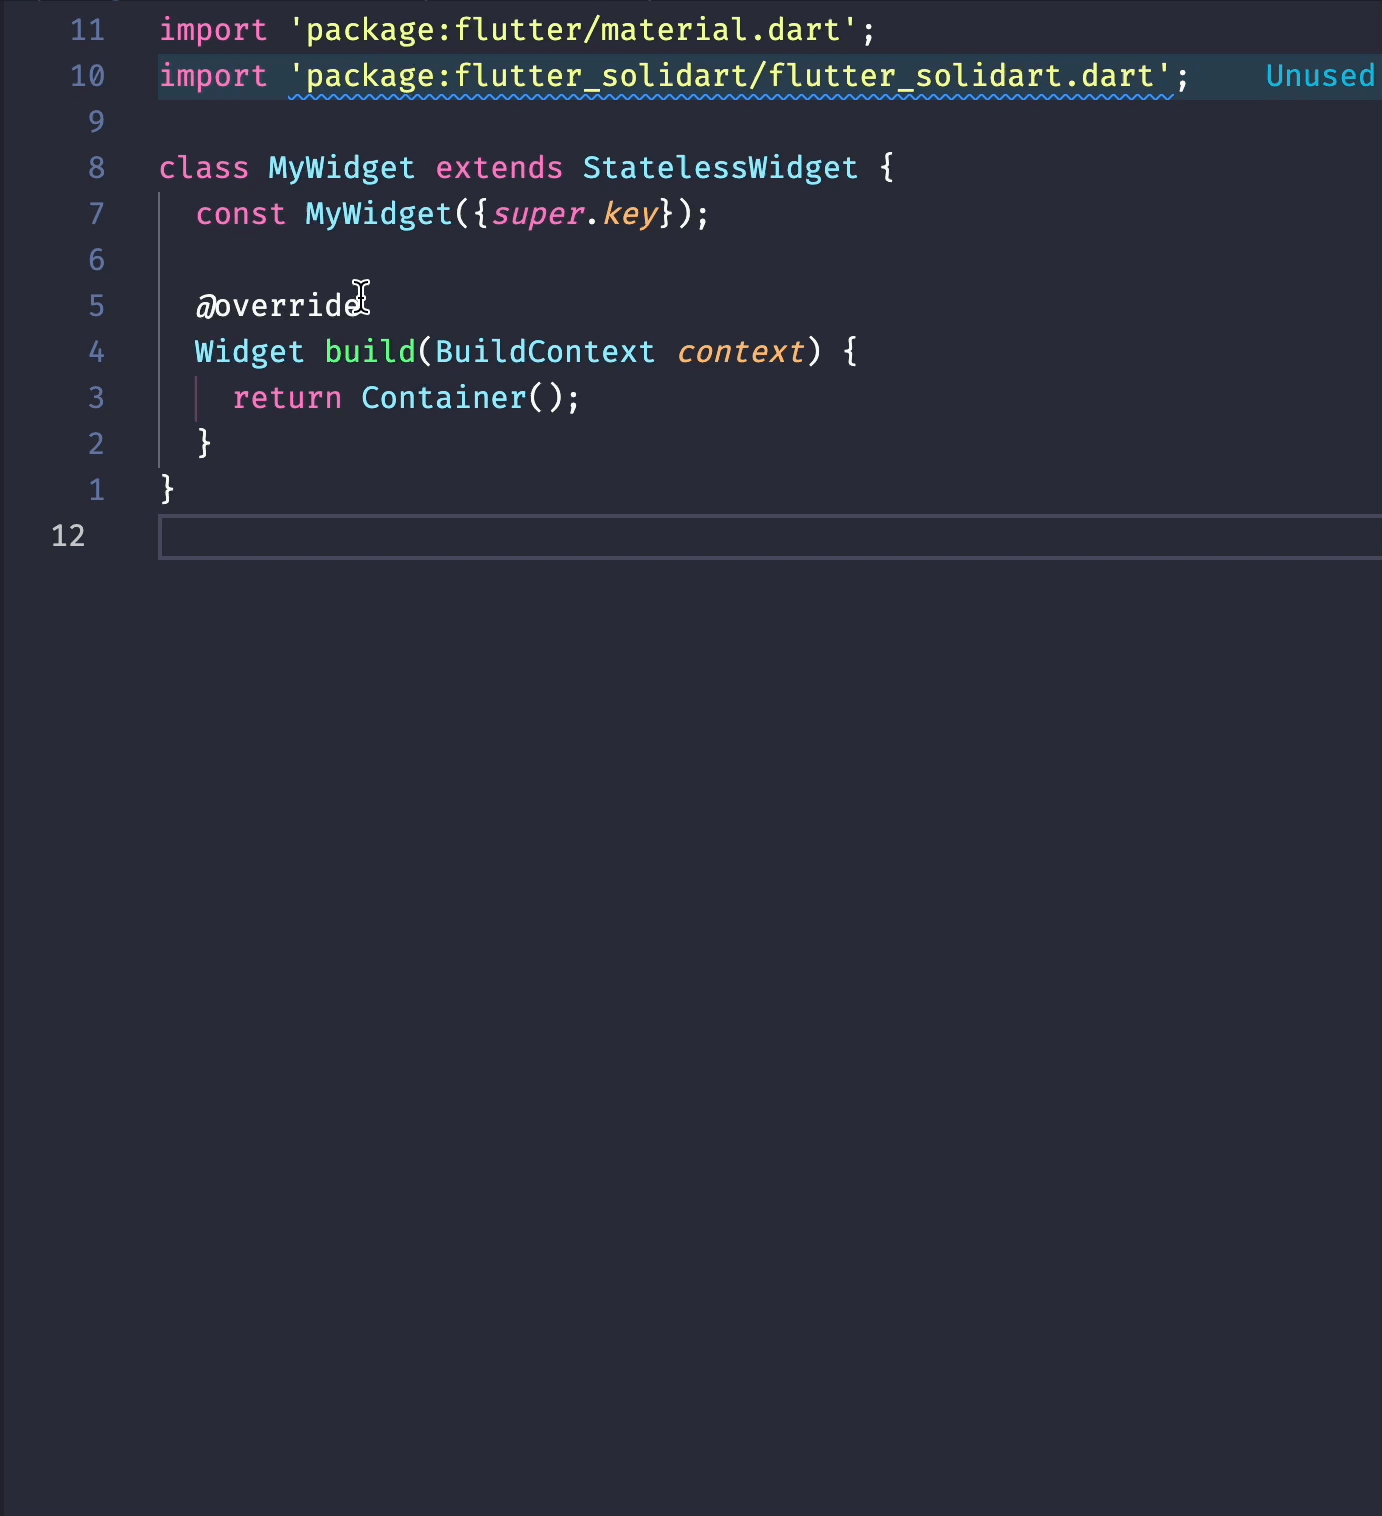 11 import 'package:flutter/material.dart';
10 import 'package:flutter_solidart/flutter_solidart.dart'; Unused
9
8 class MyWidget extends StatelessWidget {
7   const MyWidget({super.key});
6
5   @override
4   Widget build(BuildContext context) {
3     return Container();
2   }
1 }
12